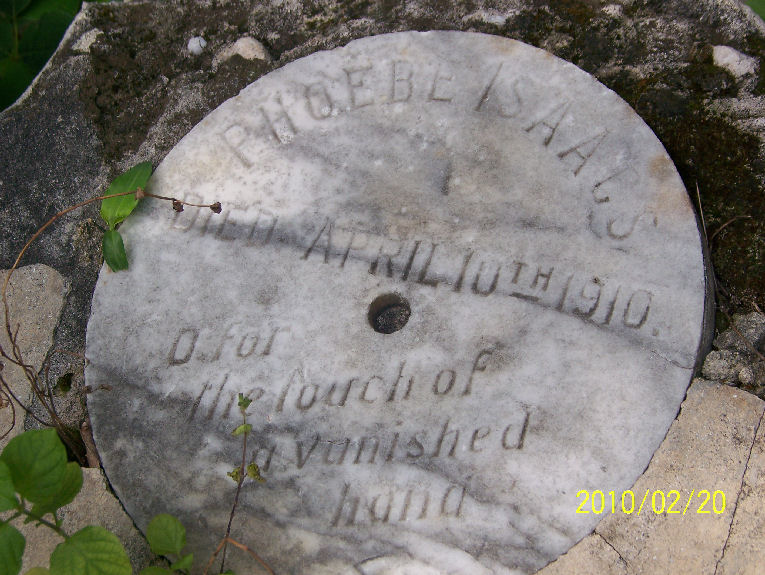 PHOEBE ISAACS
DIED APRIL 10TH 1910.
O for
the touch of
a vanished
hand
2010/02/20